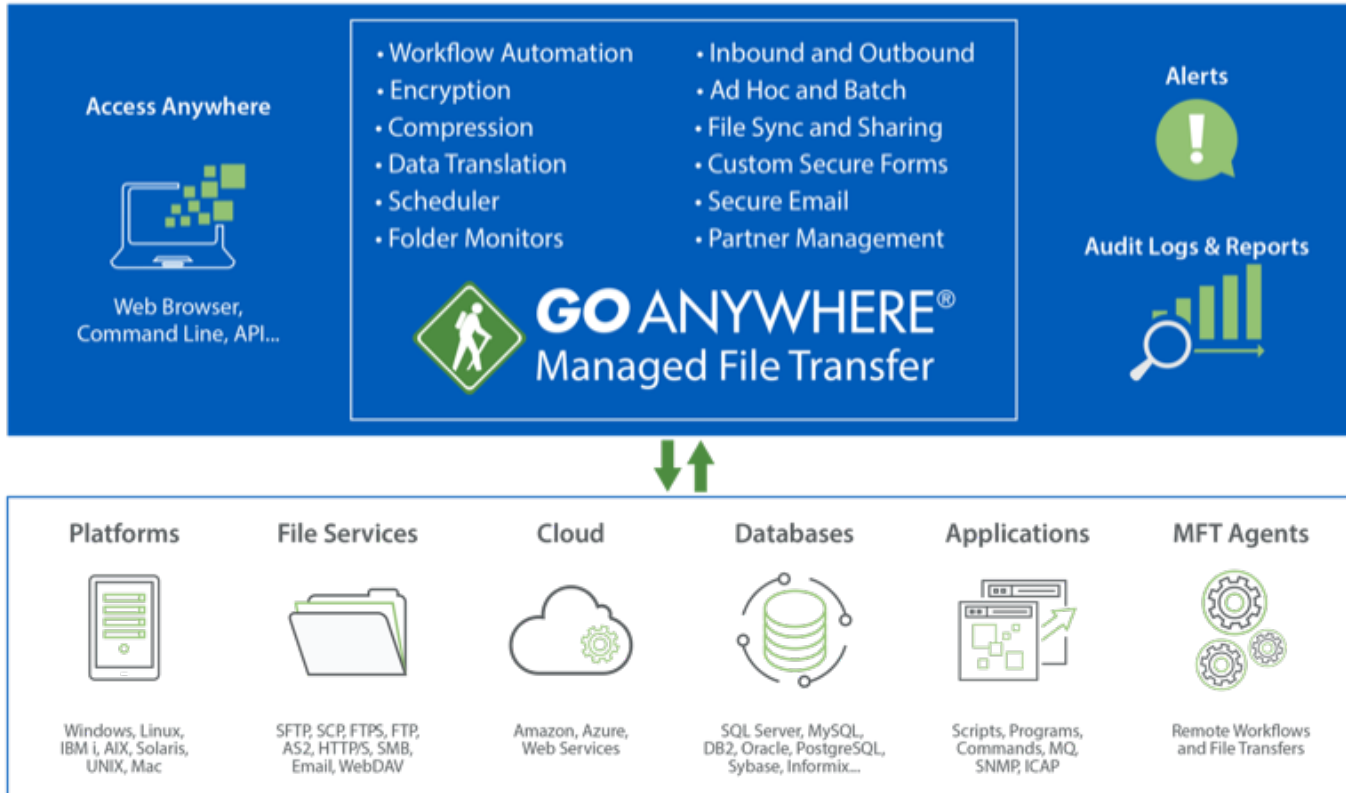 Access Anywhere
Web Browser,
Command Line, API...
• Workflow Automation
• Encryption
• Compression
• Data Translation
• Scheduler
• Folder Monitors
• Inbound and Outbound
• Ad Hoc and Batch
• File Sync and Sharing
• Custom Secure Forms
• Secure Email
• Partner Management
GO ANYWHERE®
Managed File Transfer
Alerts
!
Audit Logs & Reports
Platforms
Windows, Linux,
IBM i, AIX, Solaris,
UNIX, Mac
File Services
SFTP, SCP, FTPS, FTP,
AS2, HTTP/S, SMB,
Email, WebDAV
Cloud
Amazon, Azure,
Web Services
Databases
SQL Server, MySQL,
DB2, Oracle, PostgreSQL,
Sybase, Informix...
Applications
Scripts, Programs,
Commands, MQ,
SNMP, ICAP
MFT Agents
Remote Workflows
and File Transfers